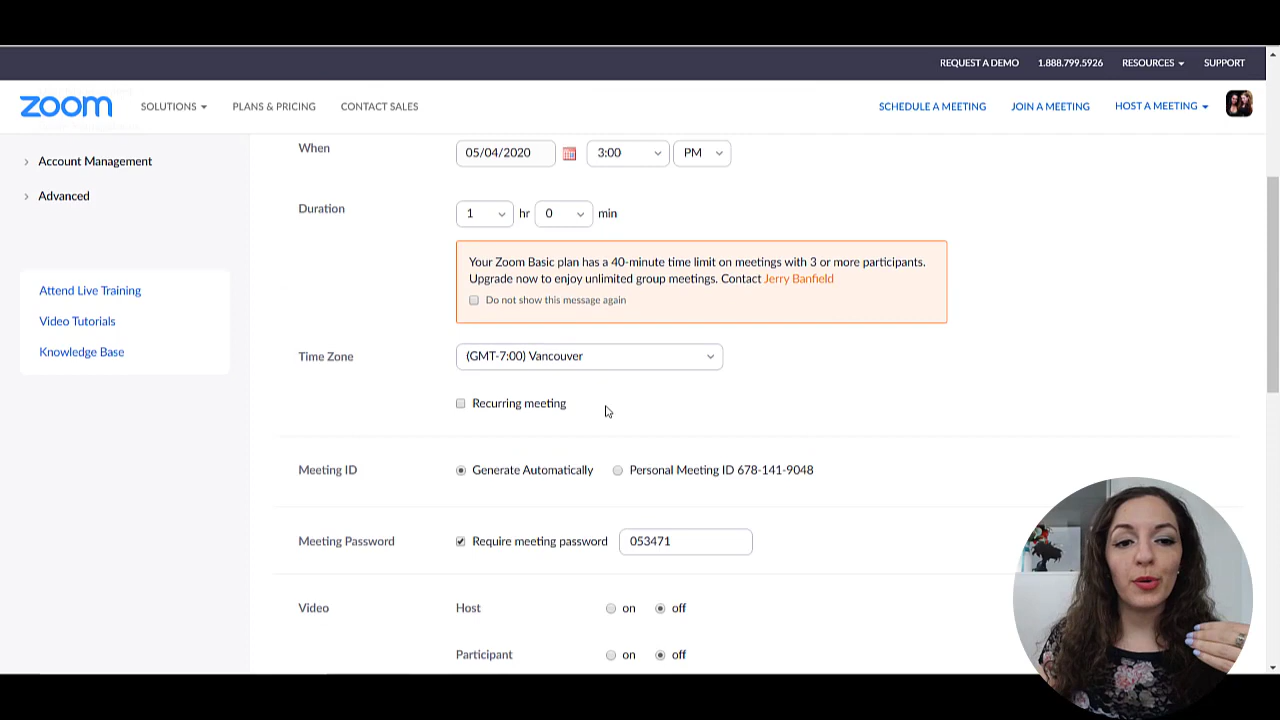 REQUEST A DEMO 1.888.799.5926 RESOURCES SUPPORT
zoom SOLUTIONS PLANS & PRICING CONTACT SALES SCHEDULE A MEETING JOIN A MEETING HOST A MEETING
Account Management
Advanced
Attend Live Training
Video Tutorials
Knowledge Base
When 05/04/2020 3:00 PM
Duration 1 hr 0 min
Your Zoom Basic plan has a 40-minute time limit on meetings with 3 or more participants.
Upgrade now to enjoy unlimited group meetings. Contact Jerry Banfield
Do not show this message again
Time Zone (GMT-7:00) Vancouver
Recurring meeting
Meeting ID Generate Automatically Personal Meeting ID 678-141-9048
Meeting Password Require meeting password 053471
Video Host on off
Participant on off